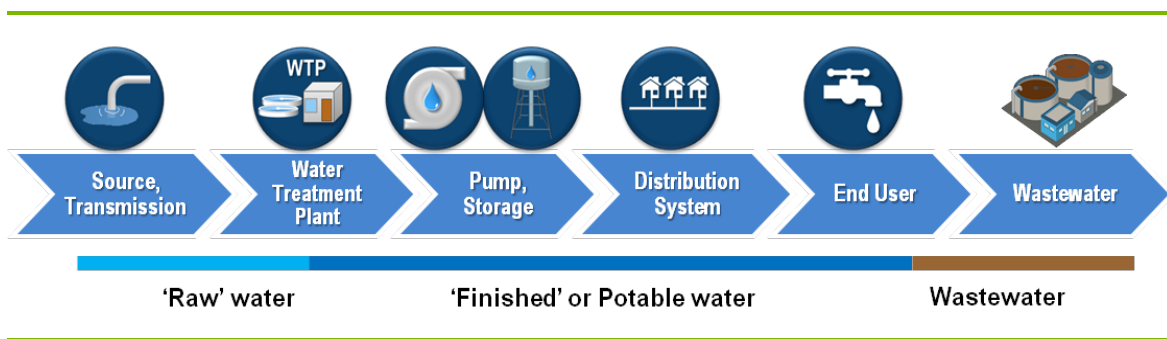 WTP
Source,
Transmission
Water
Treatment
Plant
Pump,
Storage
Distribution
System
End User
Wastewater
‘Raw’ water
‘Finished’ or Potable water
Wastewater